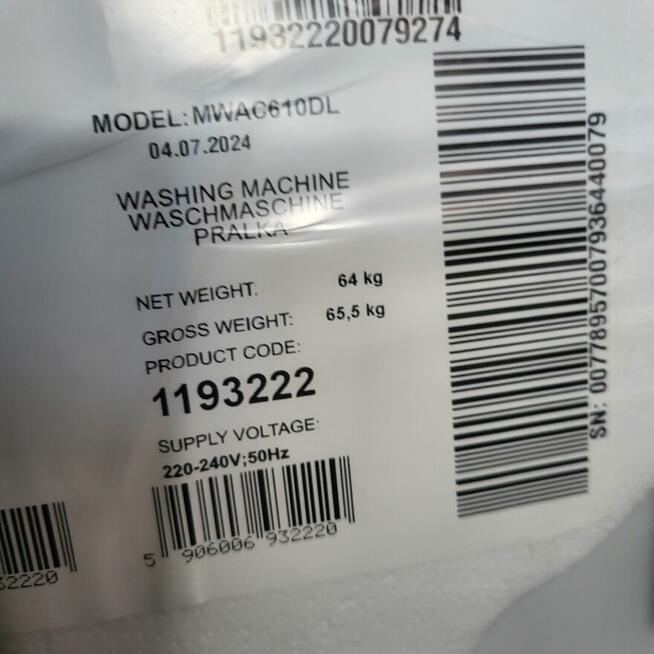 11932220079274
MODEL: MWAC610DL
04.07.2024
WASHING MACHINE
WASCHMASCHINE
PRALKA
NET WEIGHT: 64 kg
GROSS WEIGHT: 65,5 kg
PRODUCT CODE:
1193222
SUPPLY VOLTAGE:
220-240V;50Hz
5 906006 932220
32220
SN: 00778957007936440079